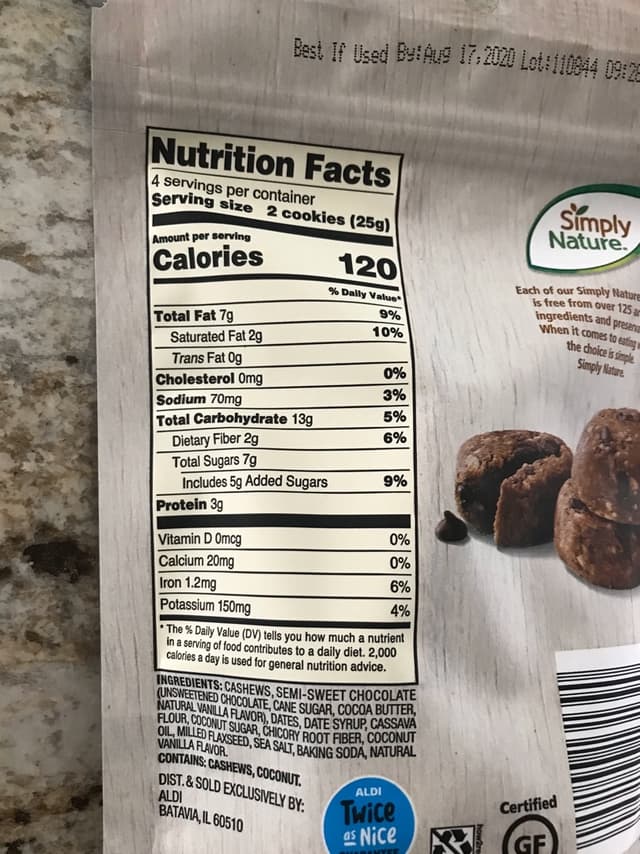 Best If Used By: Aug 17, 2020 Lot: 110844 09:28
Nutrition Facts
4 servings per container
Serving size 2 cookies (25g)
Amount per serving
Calories 120
% Daily Value*
Total Fat 7g 9%
Saturated Fat 2g 10%
Trans Fat 0g
Cholesterol 0mg 0%
Sodium 70mg 3%
Total Carbohydrate 13g 5%
Dietary Fiber 2g 6%
Total Sugars 7g
Includes 5g Added Sugars 9%
Protein 3g
Vitamin D 0mcg 0%
Calcium 20mg 0%
Iron 1.2mg 6%
Potassium 150mg 4%
* The % Daily Value (DV) tells you how much a nutrient
in a serving of food contributes to a daily diet. 2,000
calories a day is used for general nutrition advice.
INGREDIENTS: CASHEWS, SEMI-SWEET CHOCOLATE
(UNSWEETENED CHOCOLATE, CANE SUGAR, COCOA BUTTER,
NATURAL VANILLA FLAVOR), DATES, DATE SYRUP, CASSAVA
FLOUR, COCONUT SUGAR, CHICORY ROOT FIBER, COCONUT
OIL, MILLED FLAXSEED, SEA SALT, BAKING SODA, NATURAL
VANILLA FLAVOR.
CONTAINS: CASHEWS, COCONUT.
DIST. & SOLD EXCLUSIVELY BY:
ALDI
BATAVIA, IL 60510
Simply
Nature.
Each of our Simply Nature
is free from over 125
ingredients and
When it comes to eating
the choice is simple.
Simply Nature.
ALDI
Twice
as Nice
GUARANTEE
how2re
Certified
GF